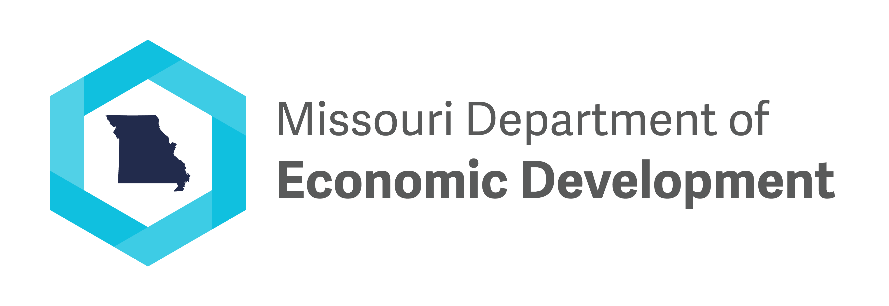 Missouri Department of
Economic Development